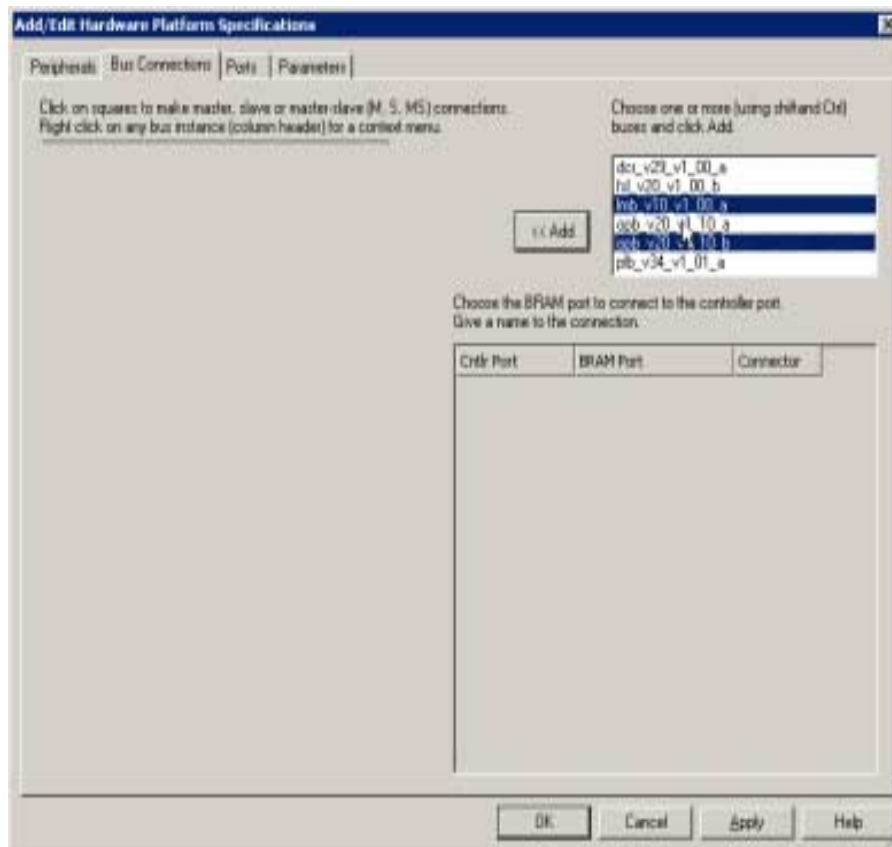 Add/Edit Hardware Platform Specifications
Peripherals Bus Connections Ports Parameters
Click on squares to make master, slave or master-slave (M, S, MS) connections.
Right click on any bus instance (column header) for a context menu.
Choose one or more (using shift and Ctrl)
buses and click Add
dcr_v29_v1_00_a
fsl_v20_v1_00_b
lmb_v10_v1_00_a
opb_v20_v1_10_a
opb_v20_v1_10_b
plb_v34_v1_01_a
<< Add
Choose the BRAM port to connect to the controller port.
Give a name to the connection.
Cntlr Port BRAM Port Connector
OK Cancel Apply Help